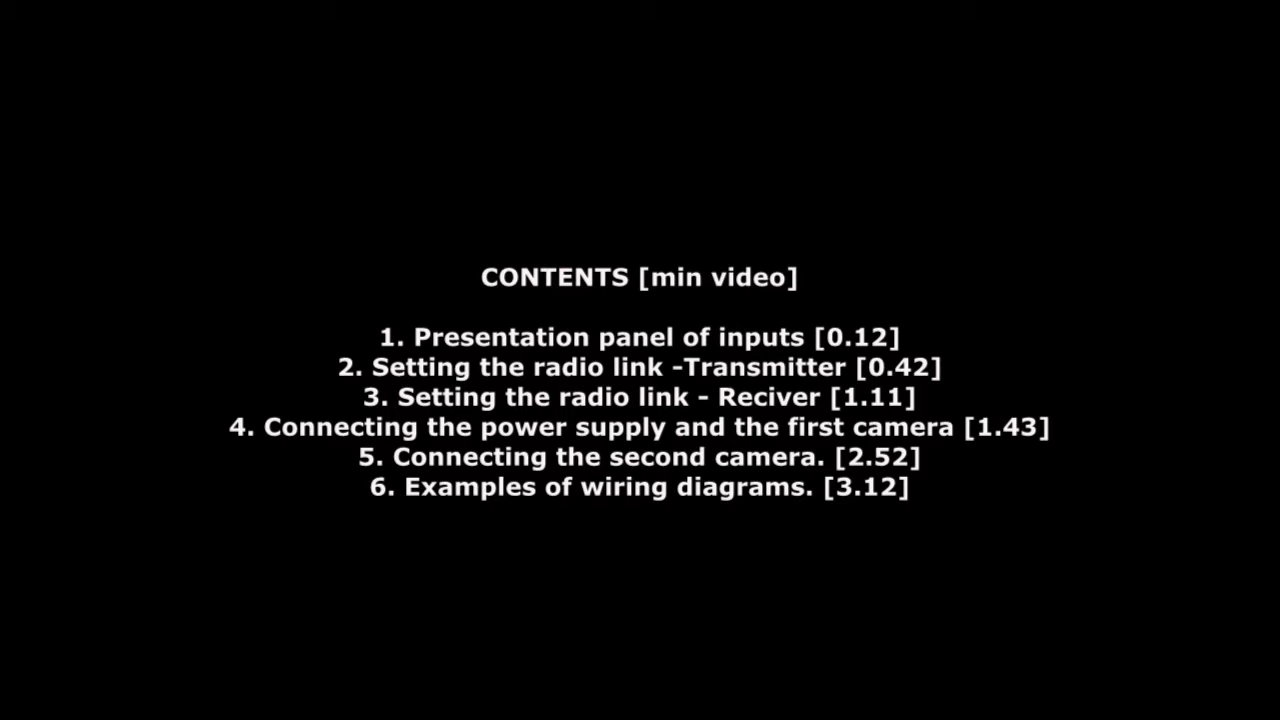 CONTENTS [min video]
1. Presentation panel of inputs [0.12]
2. Setting the radio link -Transmitter [0.42]
3. Setting the radio link - Reciver [1.11]
4. Connecting the power supply and the first camera [1.43]
5. Connecting the second camera. [2.52]
6. Examples of wiring diagrams. [3.12]